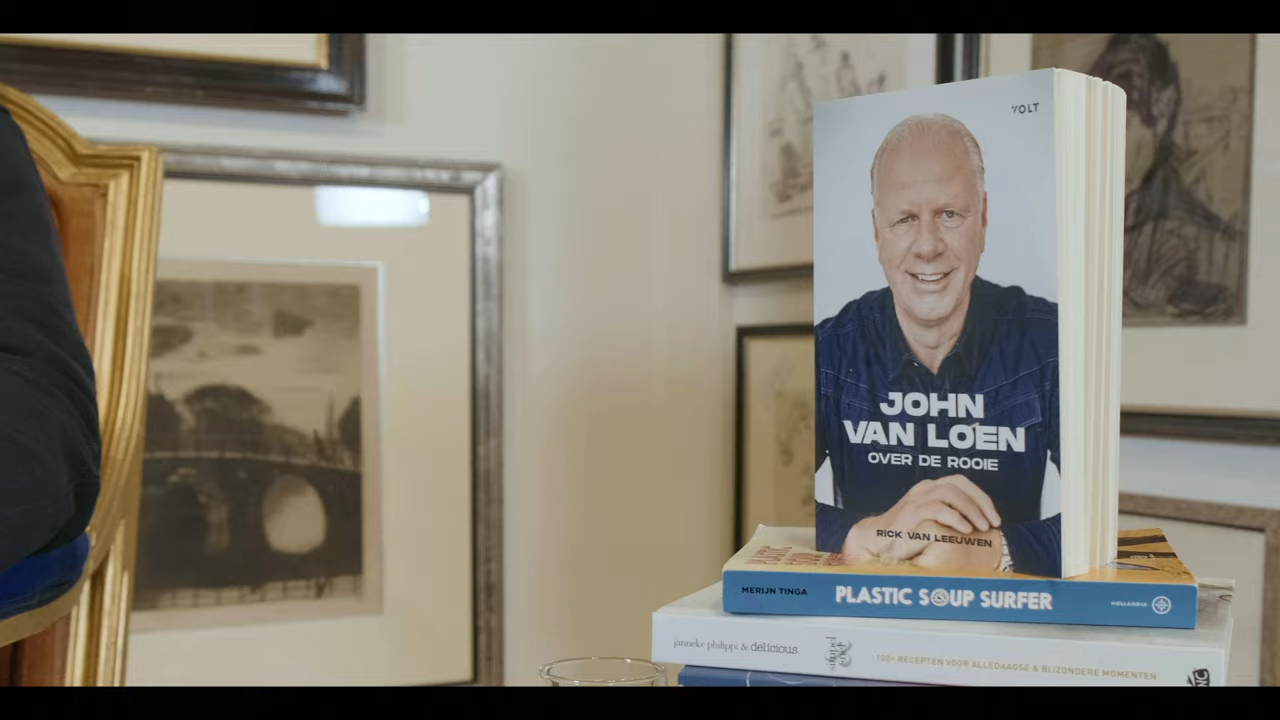 VOLT
JOHN
VAN LOEN
OVER DE ROOIE
RICK VAN LEEUWEN
MERIJN TINGA PLASTIC SOUP SURFER HOLLANDIA
janneke philippi & delicious. simpel 100+ RECEPTEN VOOR ALLEDAAGSE & BIJZONDERE MOMENTEN